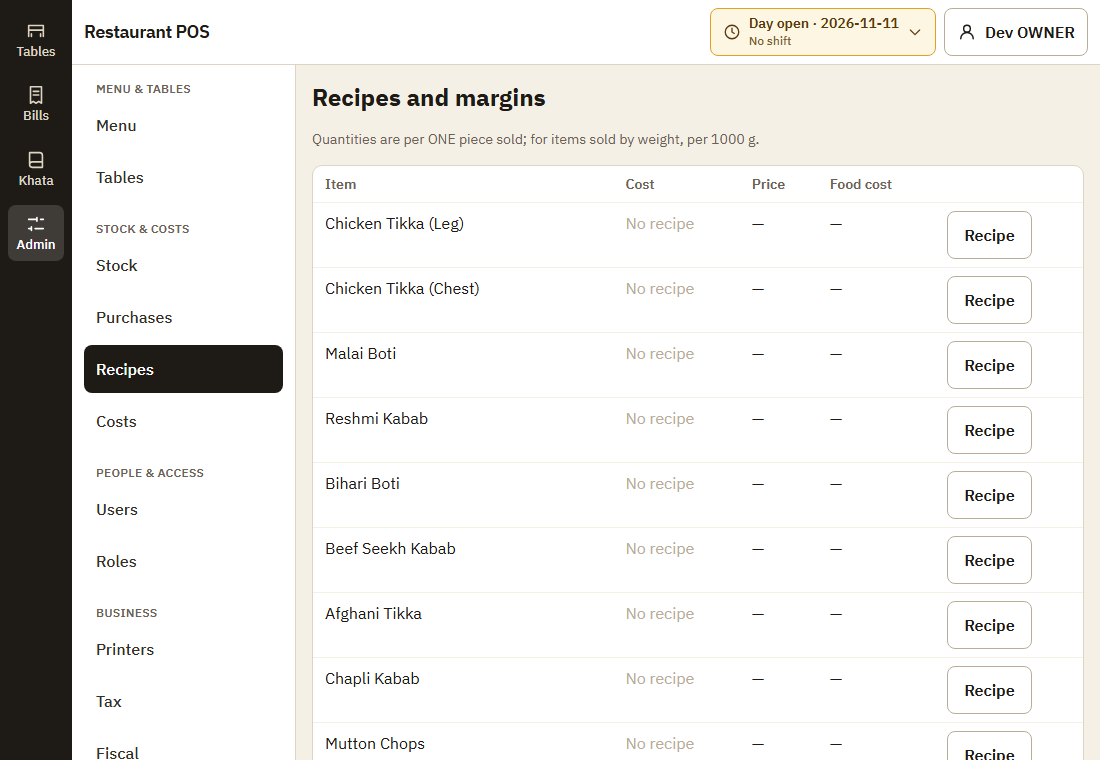 Restaurant POS
Day open · 2026-11-11
No shift
Dev OWNER
Tables
Bills
Khata
Admin
MENU & TABLES
Menu
Tables
STOCK & COSTS
Stock
Purchases
Recipes
Costs
PEOPLE & ACCESS
Users
Roles
BUSINESS
Printers
Tax
Fiscal
Recipes and margins
Quantities are per ONE piece sold; for items sold by weight, per 1000 g.
Item Cost Price Food cost
Chicken Tikka (Leg) No recipe — — Recipe
Chicken Tikka (Chest) No recipe — — Recipe
Malai Boti No recipe — — Recipe
Reshmi Kabab No recipe — — Recipe
Bihari Boti No recipe — — Recipe
Beef Seekh Kabab No recipe — — Recipe
Afghani Tikka No recipe — — Recipe
Chapli Kabab No recipe — — Recipe
Mutton Chops No recipe — — Recipe